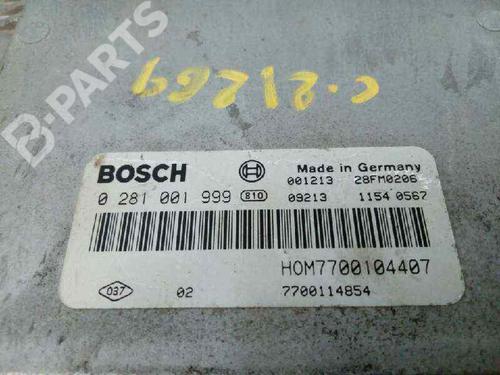 B-PARTS
BOSCH
Made in Germany
0 281 001 999 810
001213 28FM0206
09213 1154 0567
HOM7700104407
037 02 7700114854